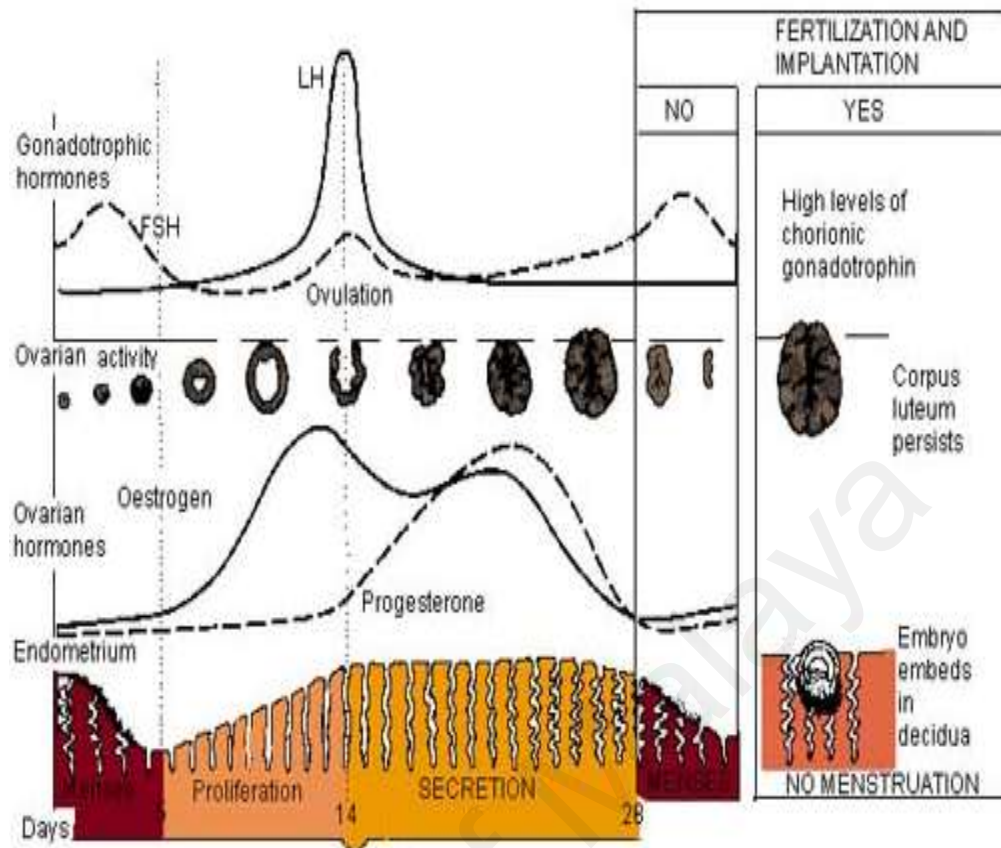 FERTILIZATION AND
IMPLANTATION
NO
YES
LH
Gonadotrophic
hormones
FSH
Ovulation
High levels of
chorionic
gonadotrophin
Ovarian activity
Corpus
luteum
persists
Oestrogen
Ovarian
hormones
Progesterone
Endometrium
Embryo
embeds
in
decidua
Proliferation
SECRETION
NO MENSTRUATION
Days
14
28
Malaya